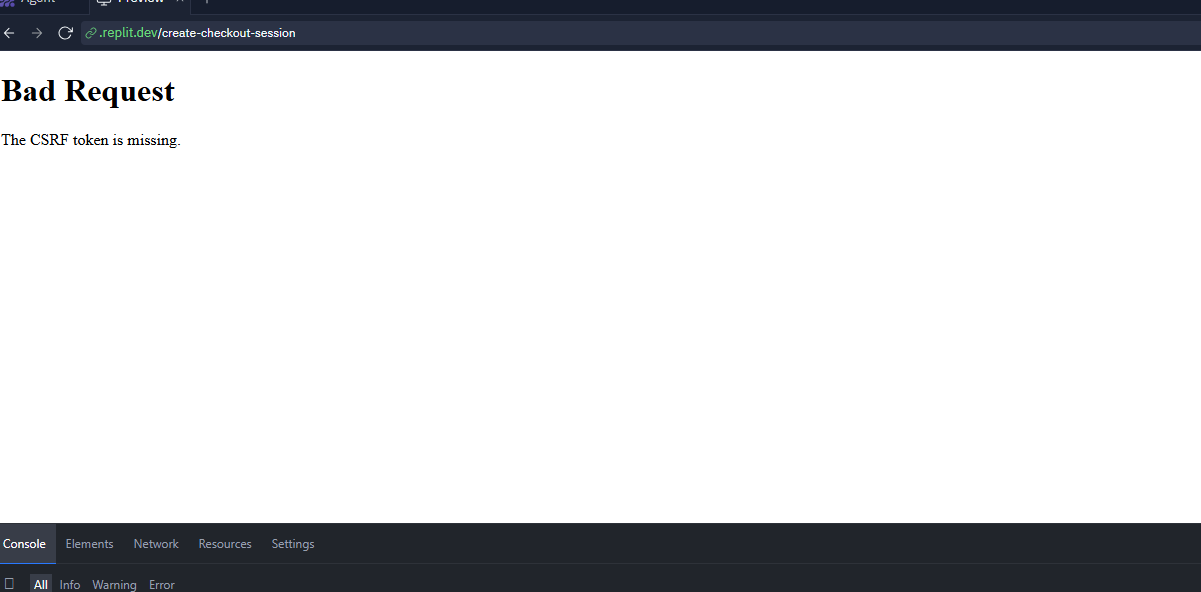 Agent Preview
.replit.dev/create-checkout-session
Bad Request
The CSRF token is missing.
Console Elements Network Resources Settings
All Info Warning Error